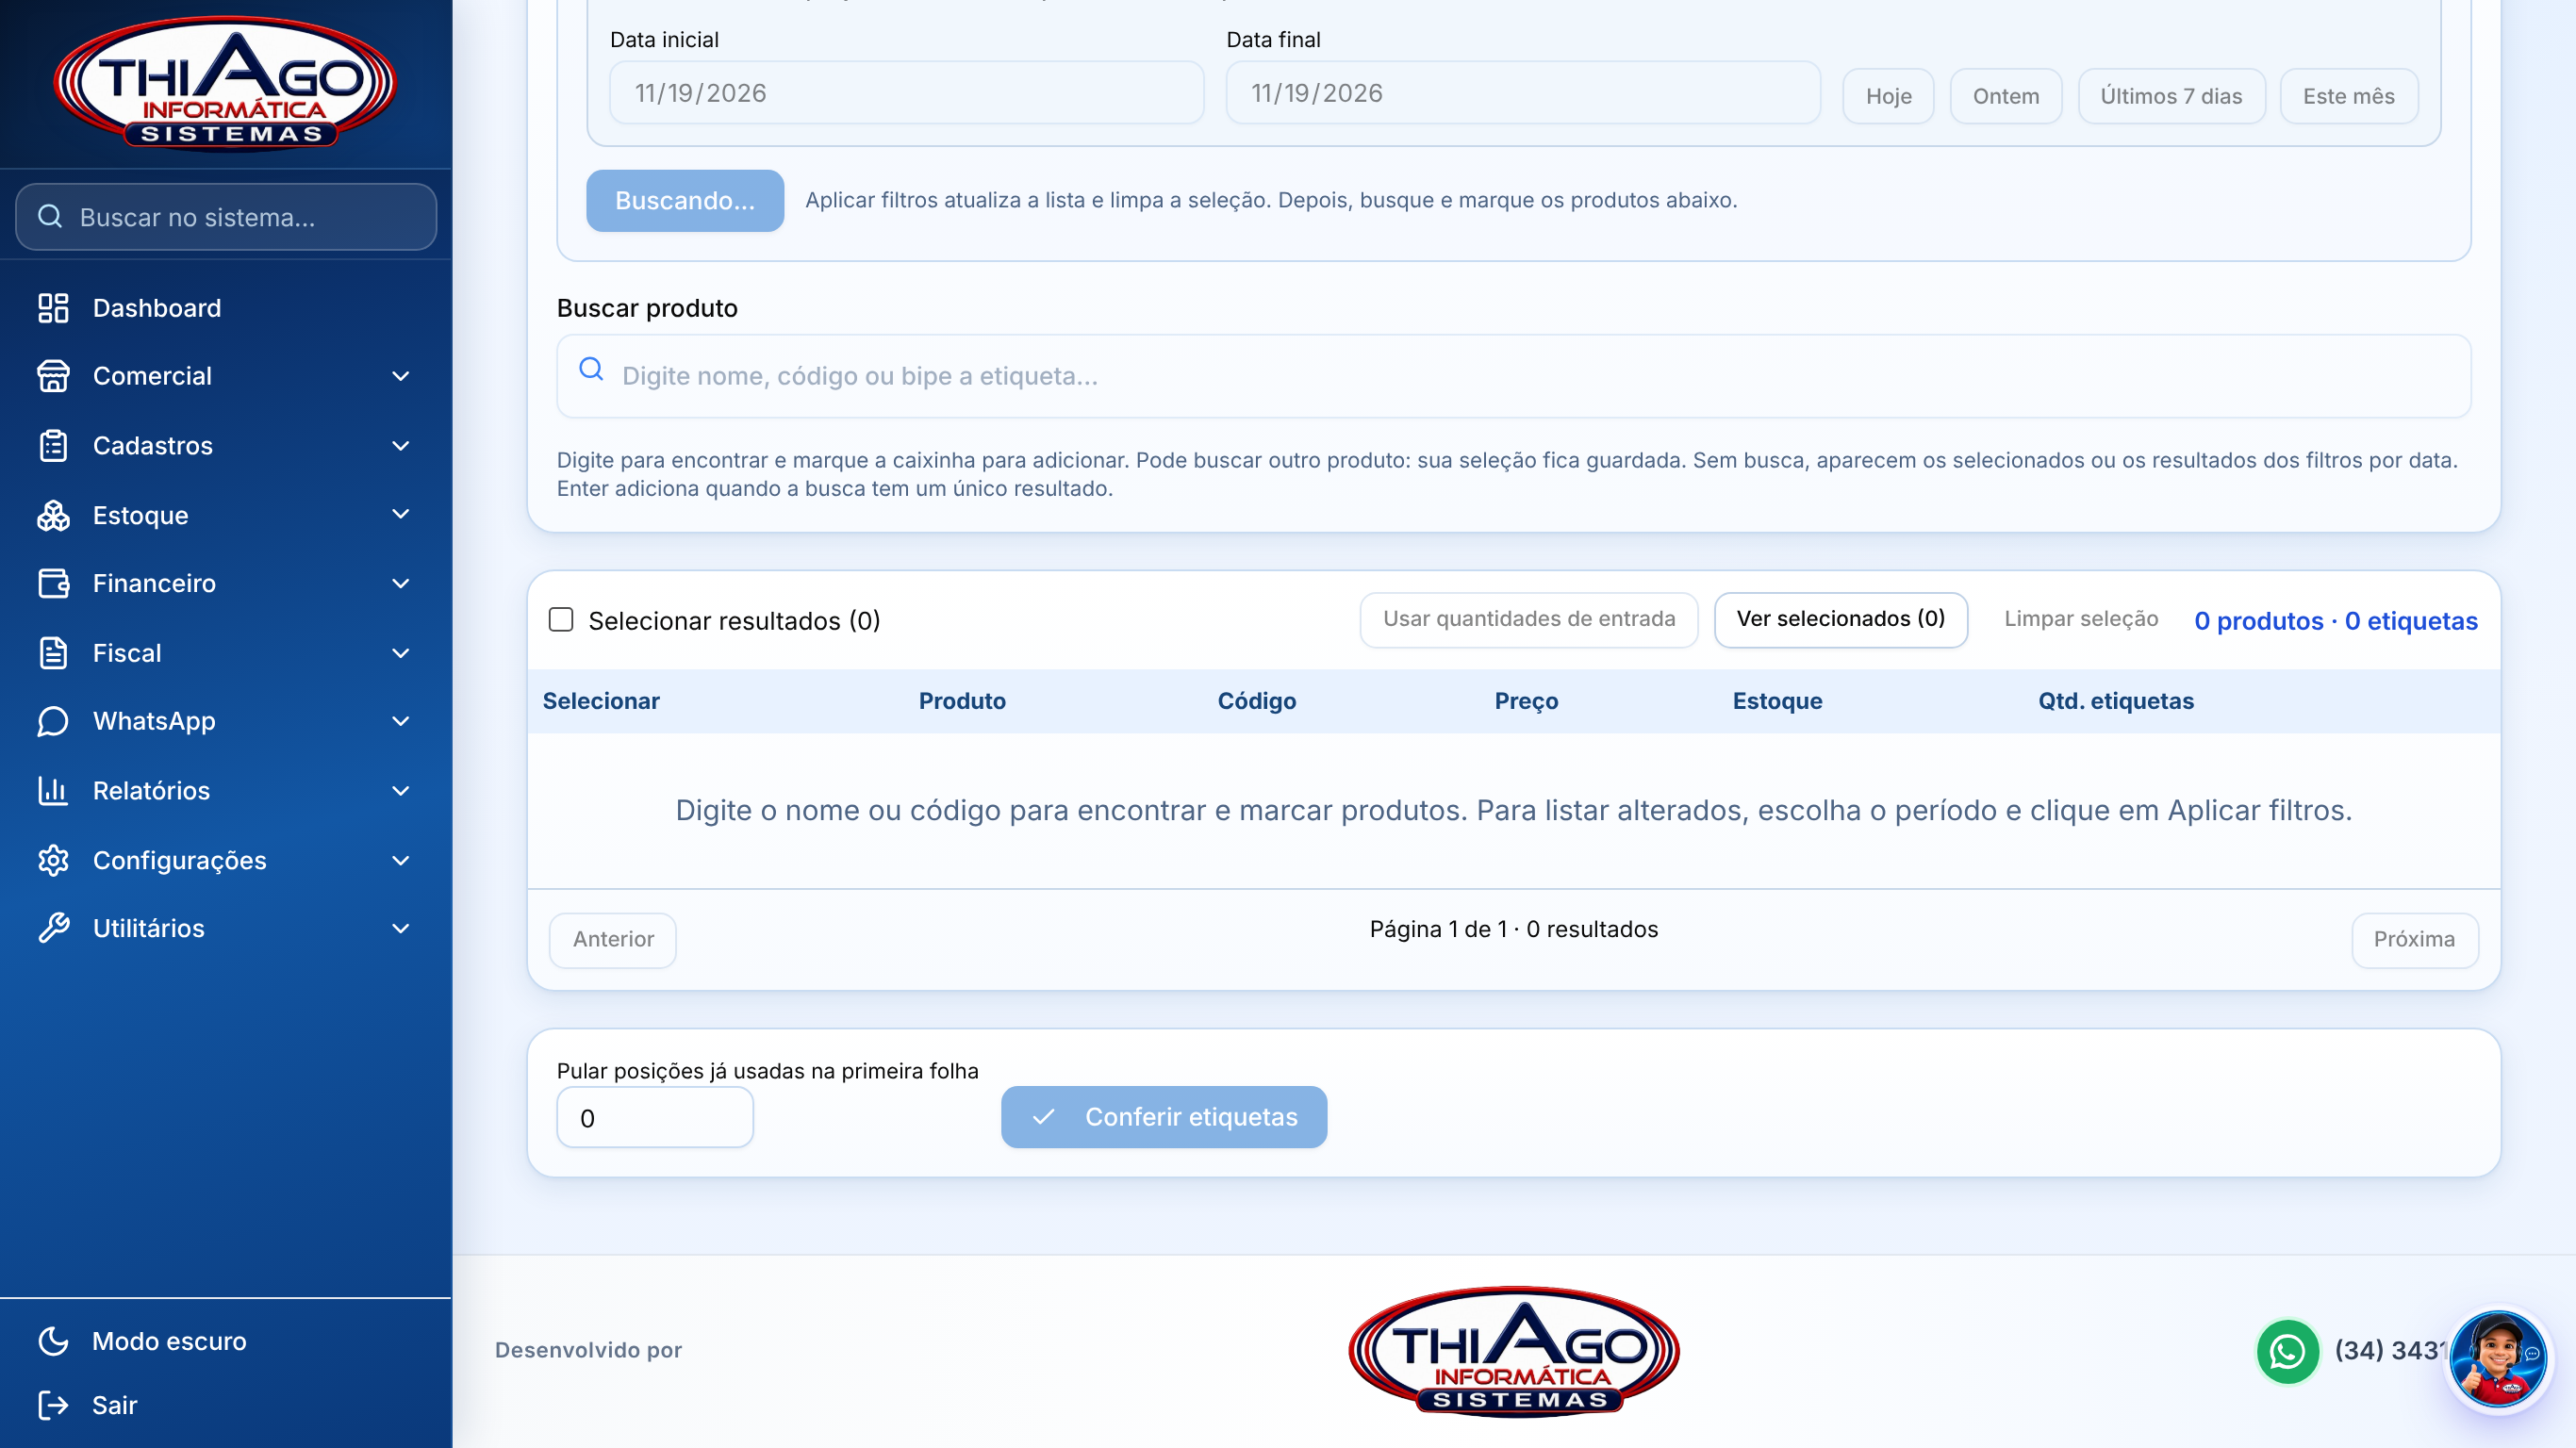 THIAGO
INFORMÁTICA
SISTEMAS
Buscar no sistema...
Dashboard
Comercial
Cadastros
Estoque
Financeiro
Fiscal
WhatsApp
Relatórios
Configurações
Utilitários
Modo escuro
Sair
Data inicial
Data final
11/19/2026
11/19/2026
Hoje
Ontem
Últimos 7 dias
Este mês
Buscando...
Aplicar filtros atualiza a lista e limpa a seleção. Depois, busque e marque os produtos abaixo.
Buscar produto
Digite nome, código ou bipe a etiqueta...
Digite para encontrar e marque a caixinha para adicionar. Pode buscar outro produto: sua seleção fica guardada. Sem busca, aparecem os selecionados ou os resultados dos filtros por data.
Enter adiciona quando a busca tem um único resultado.
Selecionar resultados (0)
Usar quantidades de entrada
Ver selecionados (0)
Limpar seleção
0 produtos · 0 etiquetas
Selecionar Produto Código Preço Estoque Qtd. etiquetas
Digite o nome ou código para encontrar e marcar produtos. Para listar alterados, escolha o período e clique em Aplicar filtros.
Anterior
Página 1 de 1 · 0 resultados
Próxima
Pular posições já usadas na primeira folha
0
Conferir etiquetas
Desenvolvido por
THIAGO
INFORMÁTICA
SISTEMAS
(34) 3431